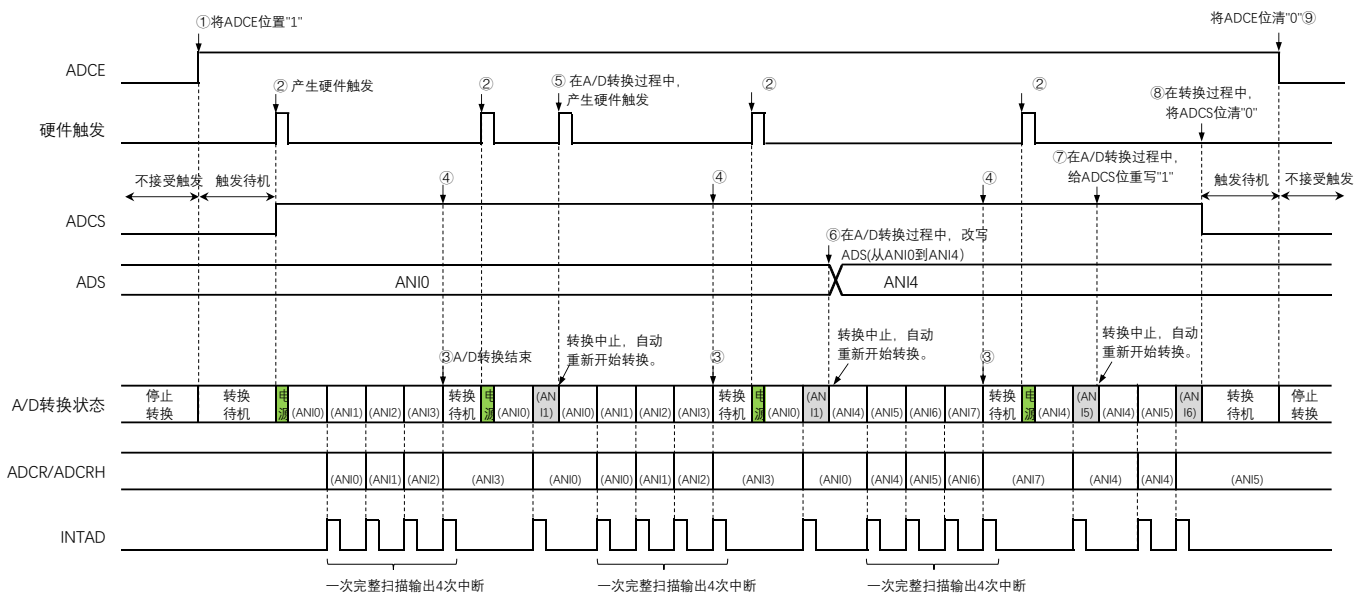 ①将ADCE位置"1"
将ADCE位清"0"⑨
ADCE
② 产生硬件触发
②
⑤ 在A/D转换过程中，
产生硬件触发
②
②
⑧在转换过程中，
将ADCS位清"0"
硬件触发
⑦在A/D转换过程中，
给ADCS位重写"1"
不接受触发
触发待机
④
④
④
触发待机
不接受触发
ADCS
⑥在A/D转换过程中，改写
ADS(从ANI0到ANI4）
ADS
ANI0
ANI4
③A/D转换结束
转换中止，自动
重新开始转换。
③
转换中止，自动
重新开始转换。
③
转换中止，自动
重新开始转换。
A/D转换状态
停止
转换
转换
待机
电
源
(ANI0)
(ANI1)
(ANI2)
(ANI3)
转换
待机
电
源
(ANI0)
(AN
I1)
(ANI0)
(ANI1)
(ANI2)
(ANI3)
转换
待机
电
源
(ANI0)
(AN
I1)
(ANI4)
(ANI5)
(ANI6)
(ANI7)
转换
待机
电
源
(ANI4)
(AN
I5)
(ANI4)
(ANI5)
(AN
I6)
转换
待机
停止
转换
ADCR/ADCRH
(ANI0)
(ANI1)
(ANI2)
(ANI3)
(ANI0)
(ANI0)
(ANI1)
(ANI2)
(ANI3)
(ANI0)
(ANI4)
(ANI5)
(ANI6)
(ANI7)
(ANI4)
(ANI4)
(ANI5)
INTAD
一次完整扫描输出4次中断
一次完整扫描输出4次中断
一次完整扫描输出4次中断